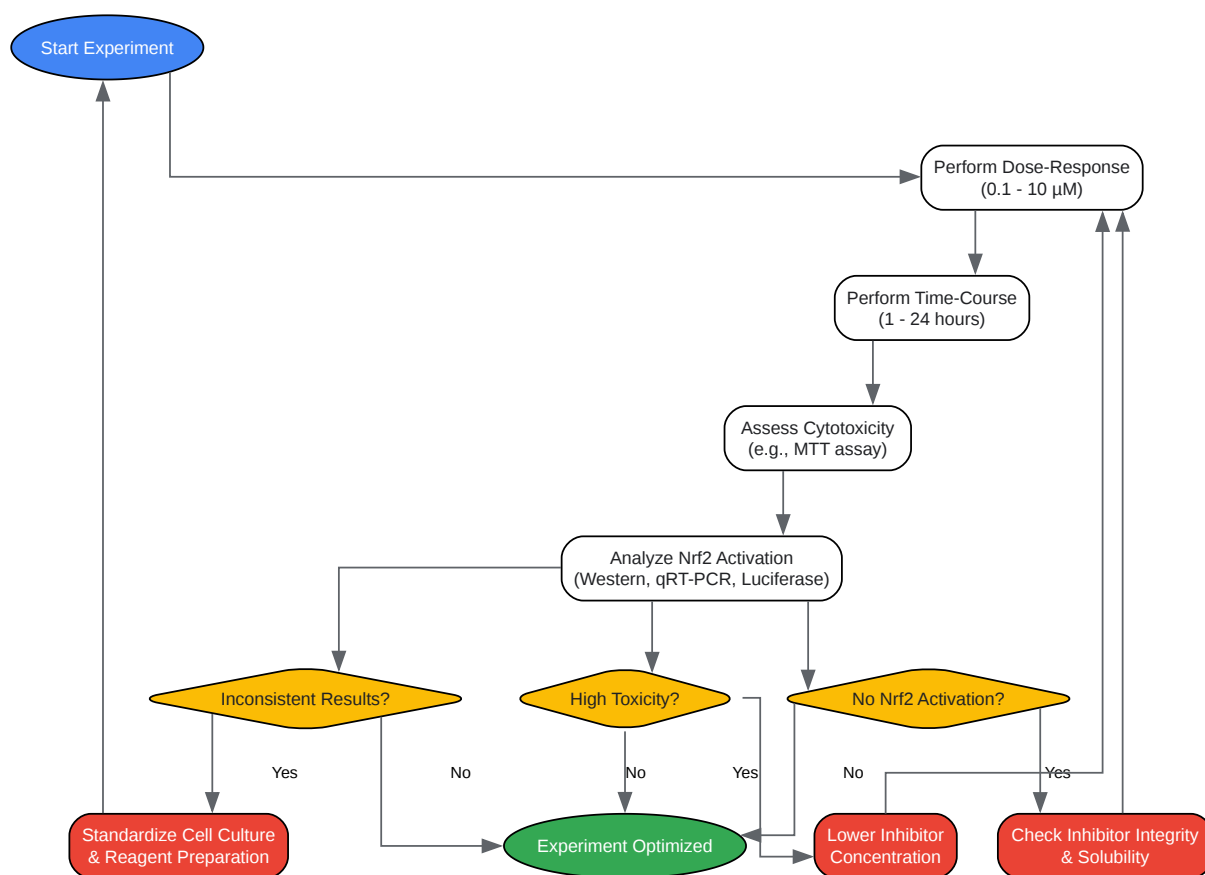 Start Experiment
Perform Dose-Response
(0.1 - 10 µM)
Perform Time-Course
(1 - 24 hours)
Assess Cytotoxicity
(e.g., MTT assay)
Analyze Nrf2 Activation
(Western, qRT-PCR, Luciferase)
Inconsistent Results?
High Toxicity?
No Nrf2 Activation?
Yes
No
No
Yes
No
Yes
Standardize Cell Culture
& Reagent Preparation
Experiment Optimized
Lower Inhibitor
Concentration
Check Inhibitor Integrity
& Solubility